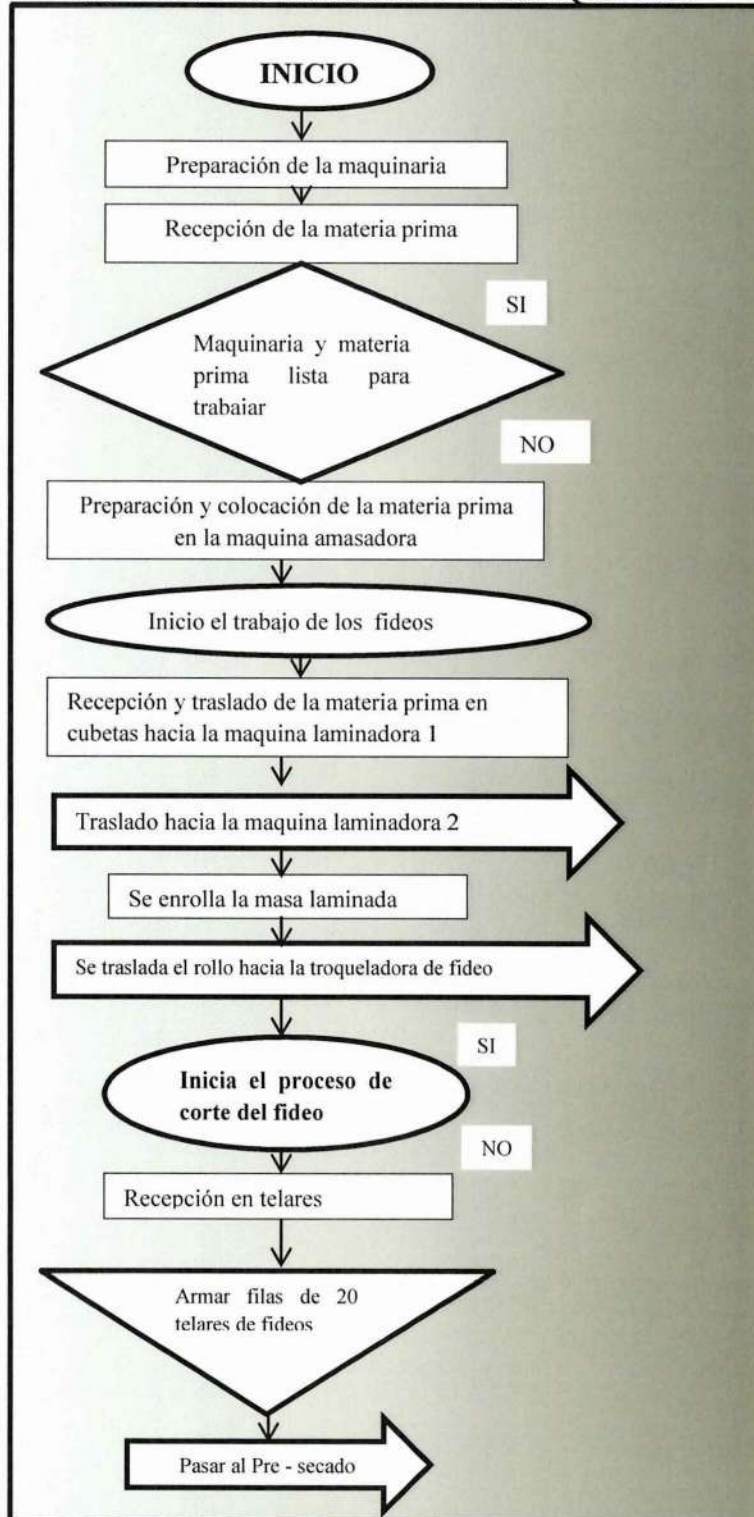 INICIO
Preparación de la maquinaria
Recepción de la materia prima
SI
Maquinaria y materia
prima lista para
trabajar
NO
Preparación y colocación de la materia prima
en la maquina amasadora
Inicio el trabajo de los fideos
Recepción y traslado de la materia prima en
cubetas hacia la maquina laminadora 1
Traslado hacia la maquina laminadora 2
Se enrolla la masa laminada
Se traslada el rollo hacia la troqueladora de fideo
SI
Inicia el proceso de
corte del fideo
NO
Recepción en telares
Armar filas de 20
telares de fideos
Pasar al Pre - secado